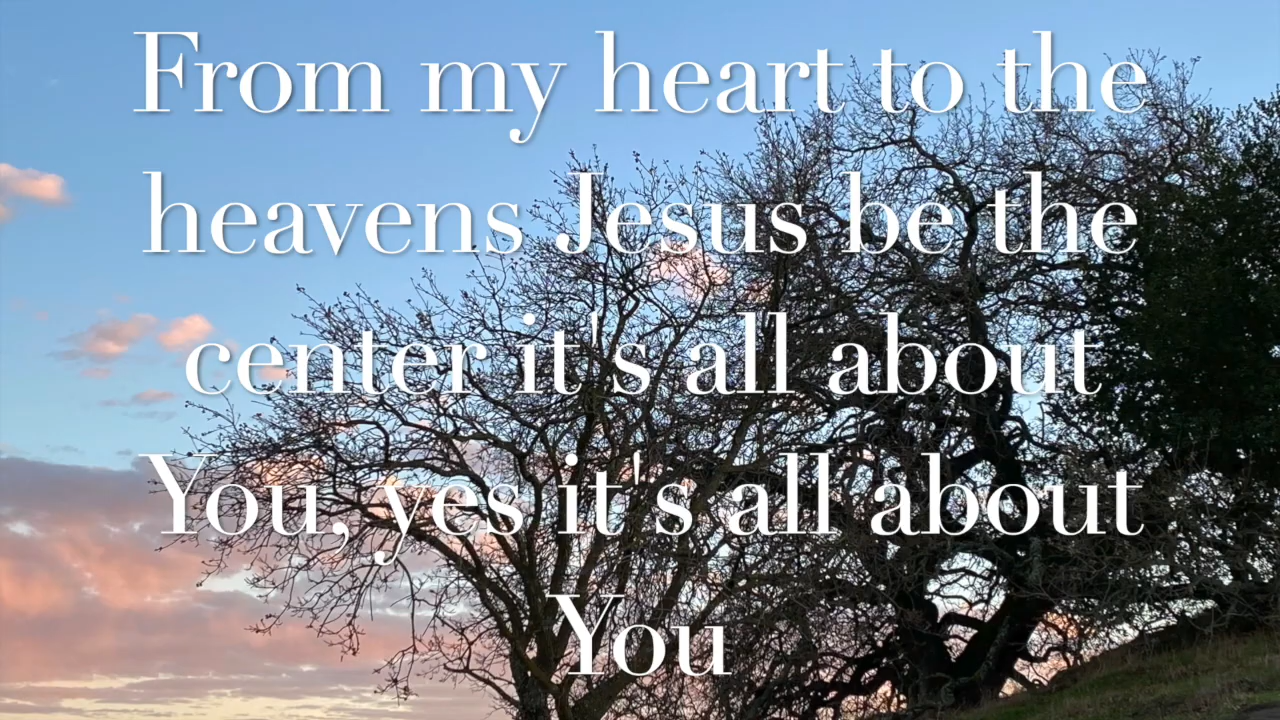 From my heart to the
heavens Jesus be the
center it's all about
You, yes it's all about
You